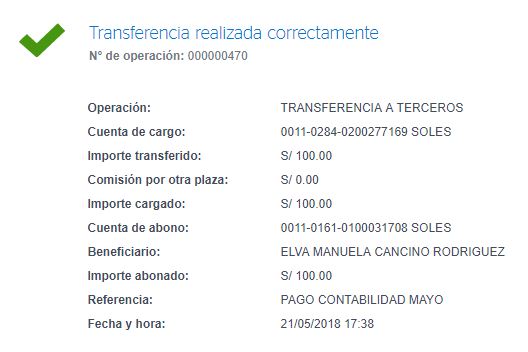 Transferencia realizada correctamente
N° de operación: 000000470
Operación: TRANSFERENCIA A TERCEROS
Cuenta de cargo: 0011-0284-0200277169 SOLES
Importe transferido: S/ 100.00
Comisión por otra plaza: S/ 0.00
Importe cargado: S/ 100.00
Cuenta de abono: 0011-0161-0100031708 SOLES
Beneficiario: ELVA MANUELA CANCINO RODRIGUEZ
Importe abonado: S/ 100.00
Referencia: PAGO CONTABILIDAD MAYO
Fecha y hora: 21/05/2018 17:38